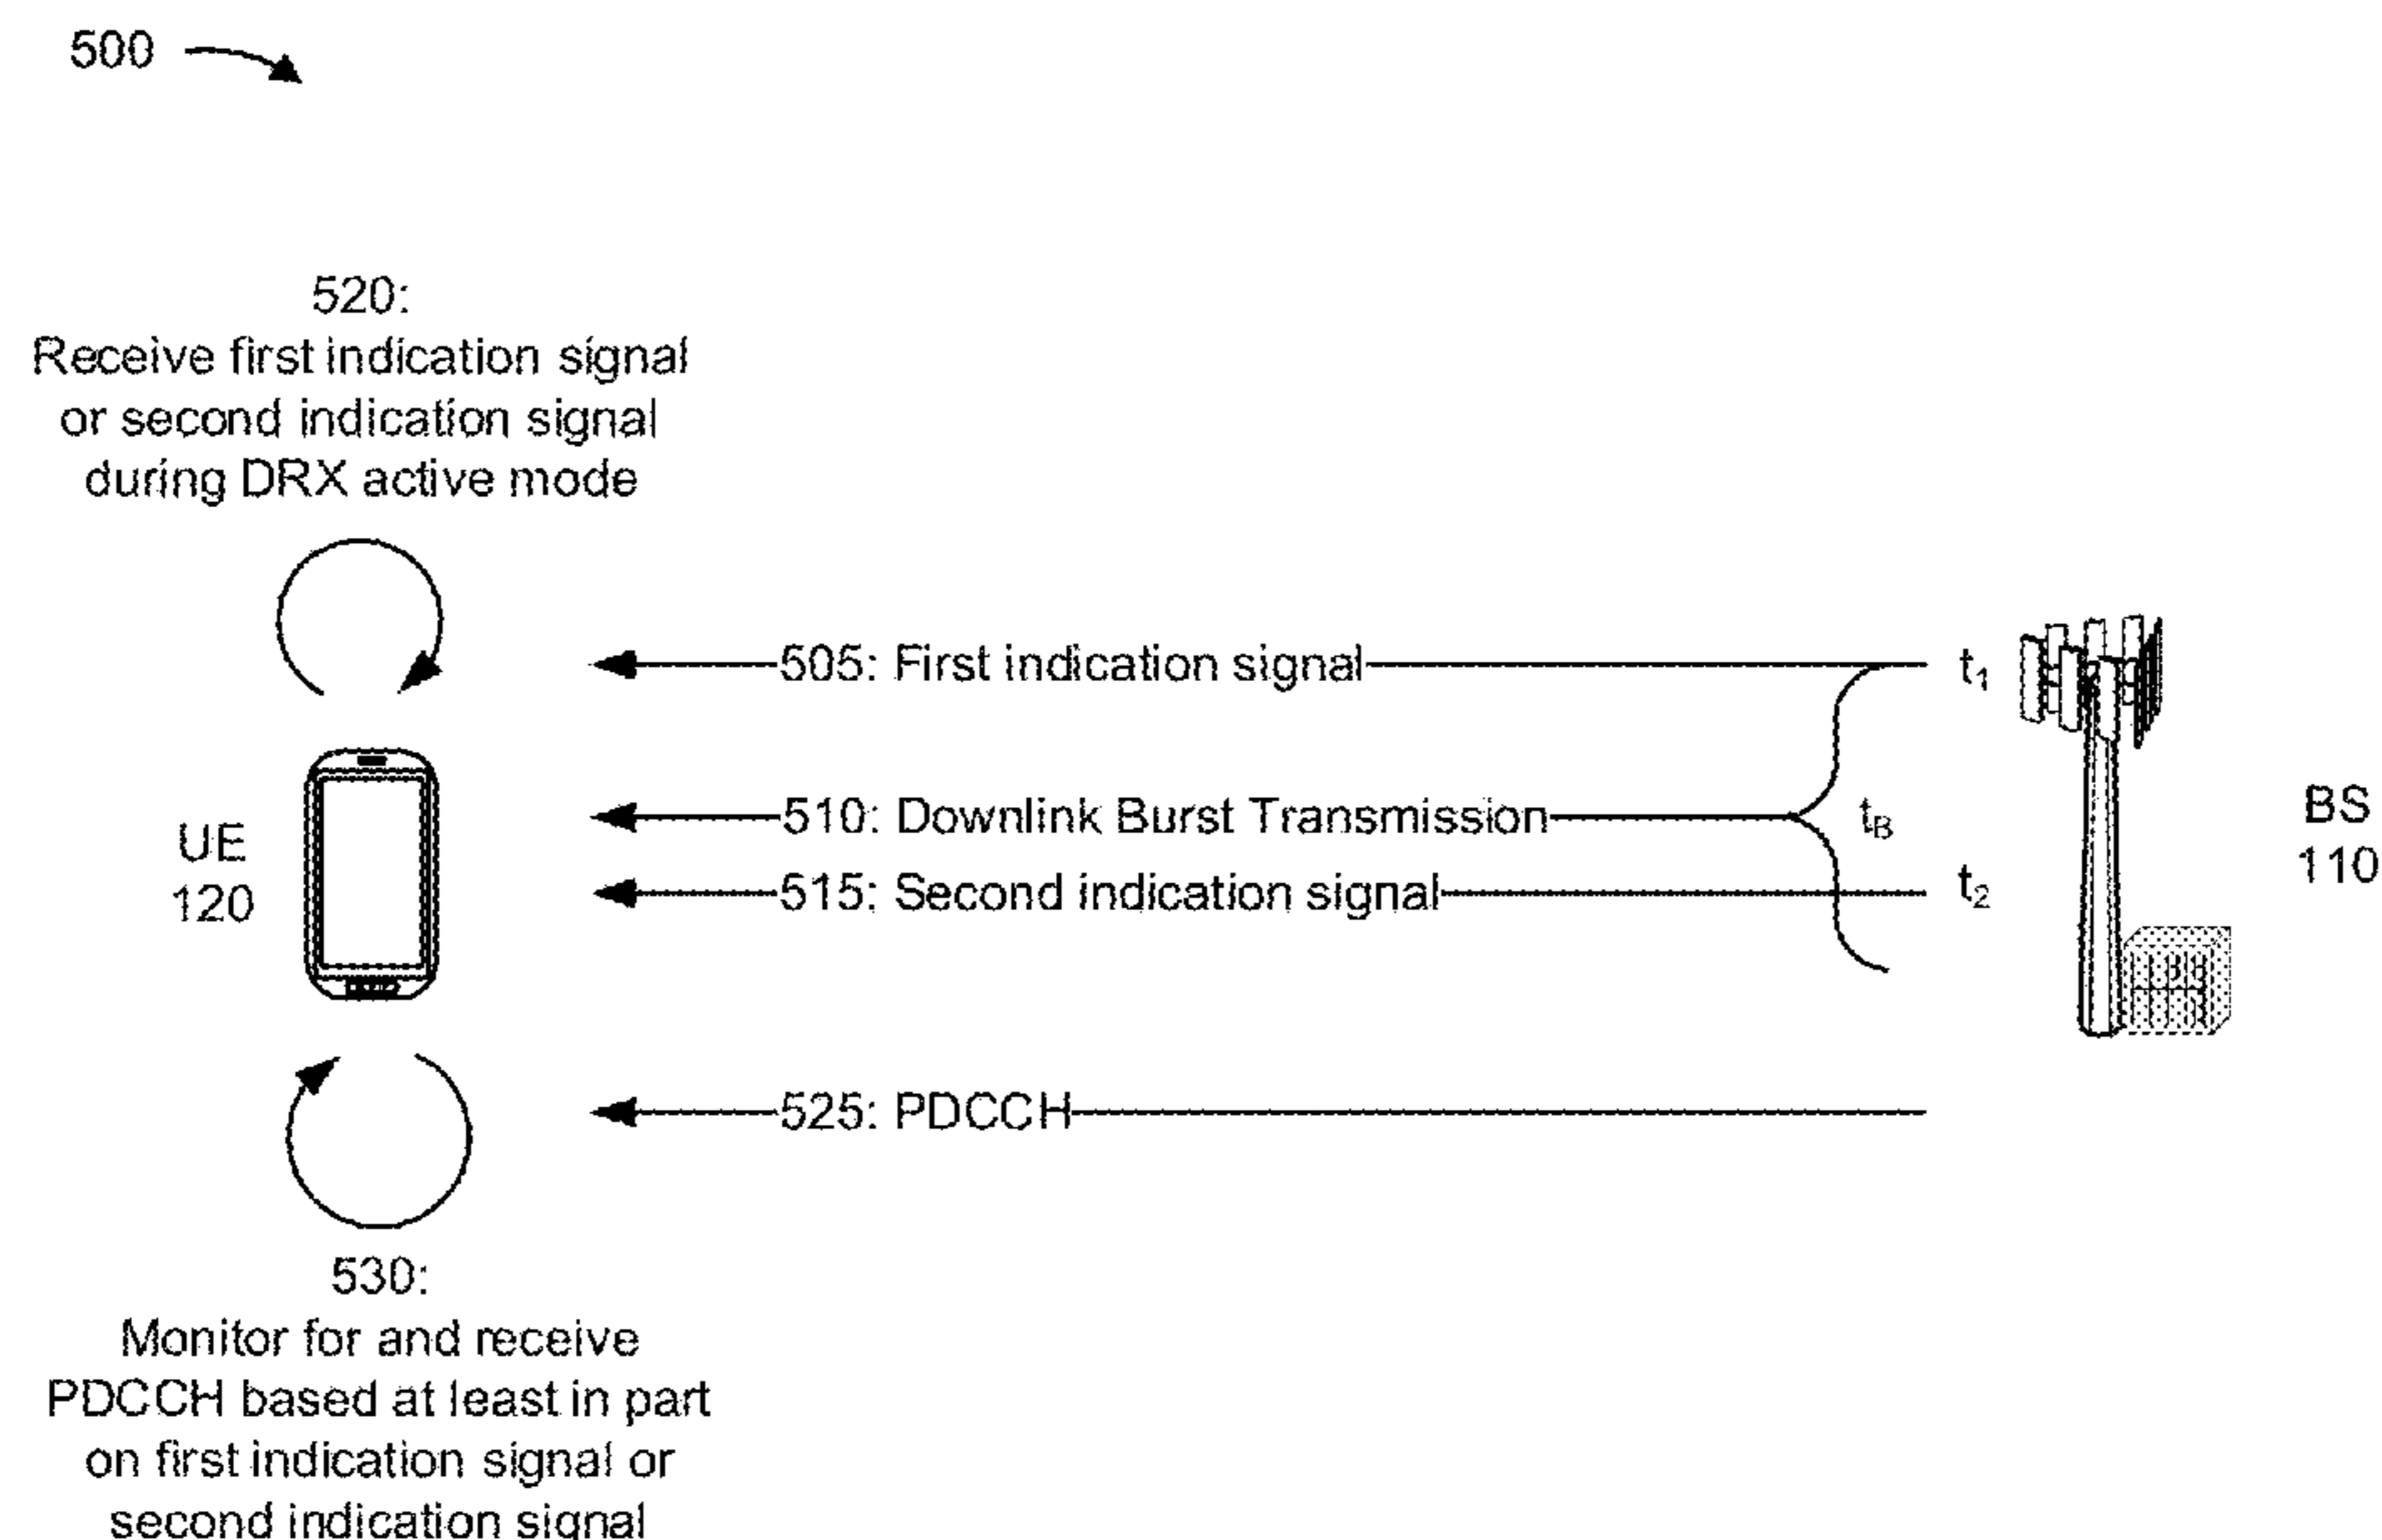 500
520:
Receive first indication signal
or second indication signal
during DRX active mode
505: First indication signal
t₁
510: Downlink Burst Transmission
t_B
515: Second indication signal
t₂
UE
120
BS
110
525: PDCCH
530:
Monitor for and receive
PDCCH based at least in part
on first indication signal or
second indication signal